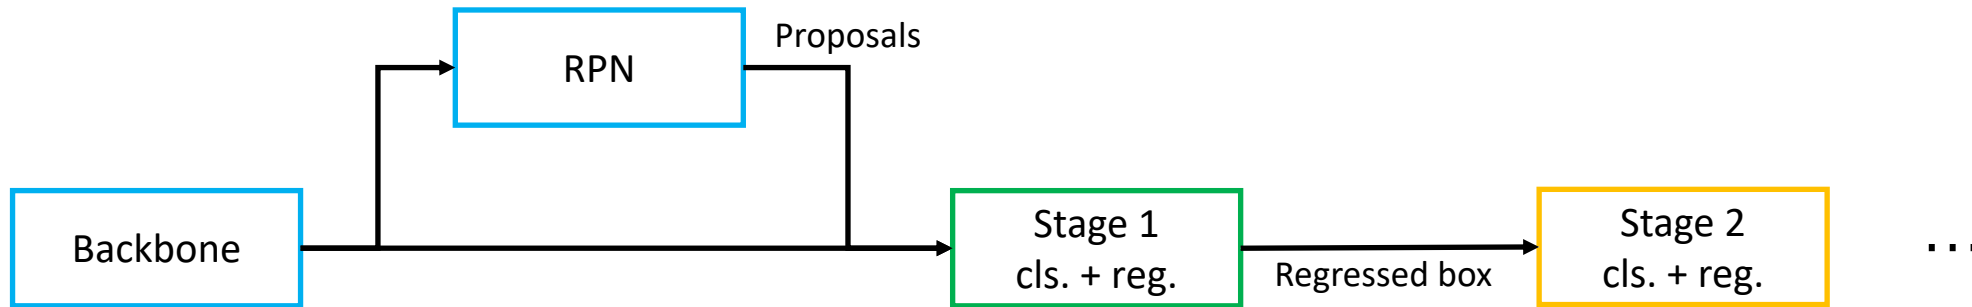 Proposals
RPN
Backbone
Stage 1
cls. + reg.
Regressed box
Stage 2
cls. + reg.
...